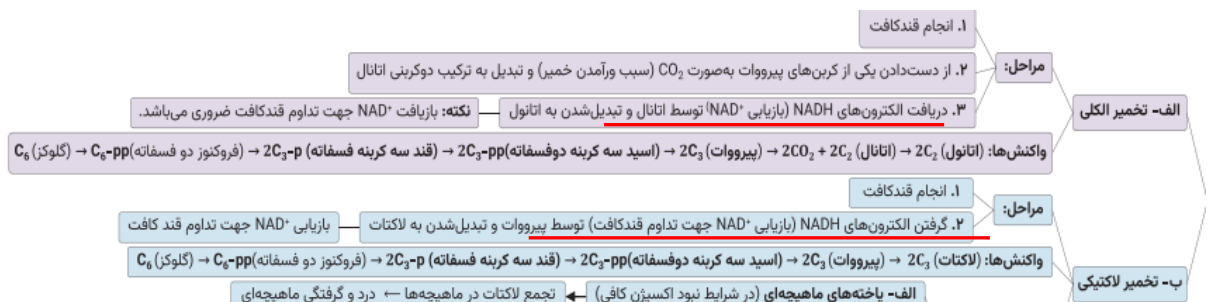 ۱. انجام قندکافت
مراحل:
۲. از دست‌دادن یکی از کربن‌های پیرووات به‌صورت CO₂ (سبب ورآمدن خمیر) و تبدیل به ترکیب دوکربنی اتانال
۳. دریافت الکترون‌های NADH (بازیابی NAD⁺) توسط اتانال و تبدیل‌شدن به اتانول
نکته: بازیافت NAD⁺ جهت تداوم قندکافت ضروری می‌باشد.
الف- تخمیر الکلی
واکنش‌ها: C₆ (گلوکز) → C₆-pp(فروکنوز دو فسفاته) → 2C₃-p (قند سه کربنه فسفاته) → 2C₃-pp(اسید سه کربنه دوفسفاته) → 2C₃ (پیرووات) → 2CO₂ + 2C₂ (اتانال) → 2C₂ (اتانول)
۱. انجام قندکافت
مراحل:
۲. گرفتن الکترون‌های NADH (بازیابی NAD⁺ جهت تداوم قندکافت) توسط پیرووات و تبدیل‌شدن به لاکتات
بازیابی NAD⁺ جهت تداوم قند کافت
واکنش‌ها: C₆ (گلوکز) → C₆-pp(فروکنوز دو فسفاته) → 2C₃-p (قند سه کربنه فسفاته) → 2C₃-pp(اسید سه کربنه دوفسفاته) → 2C₃ (پیرووات) → 2C₃ (لاکتات)
ب- تخمیر لاکتیکی
الف- یاخته‌های ماهیچه‌ای (در شرایط نبود اکسیژن کافی)
تجمع لاکتات در ماهیچه‌ها ← درد و گرفتگی ماهیچه‌ای